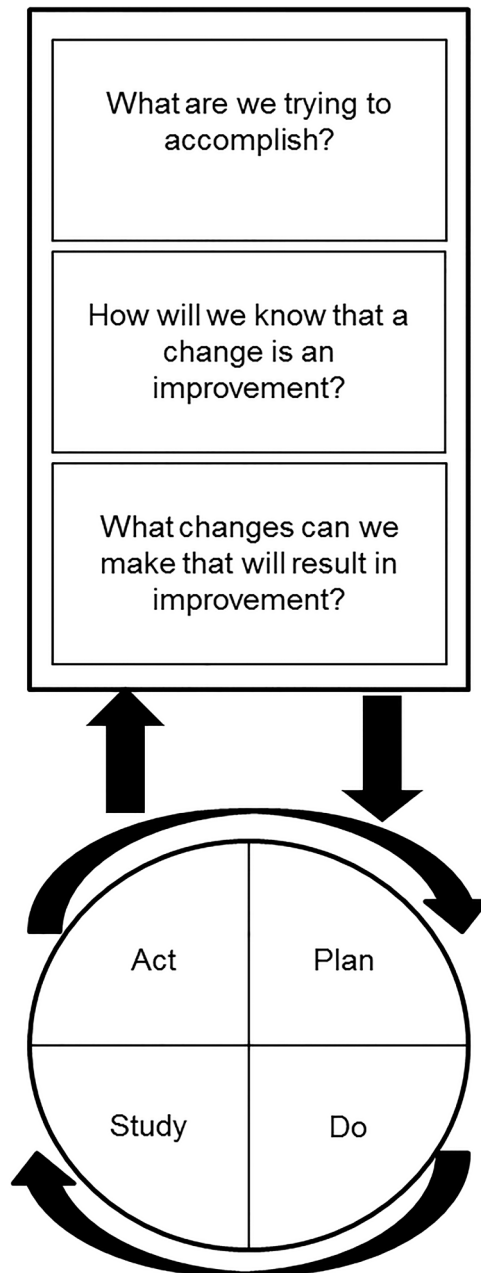 What are we trying to
accomplish?
How will we know that a
change is an
improvement?
What changes can we
make that will result in
improvement?
Act
Plan
Study
Do